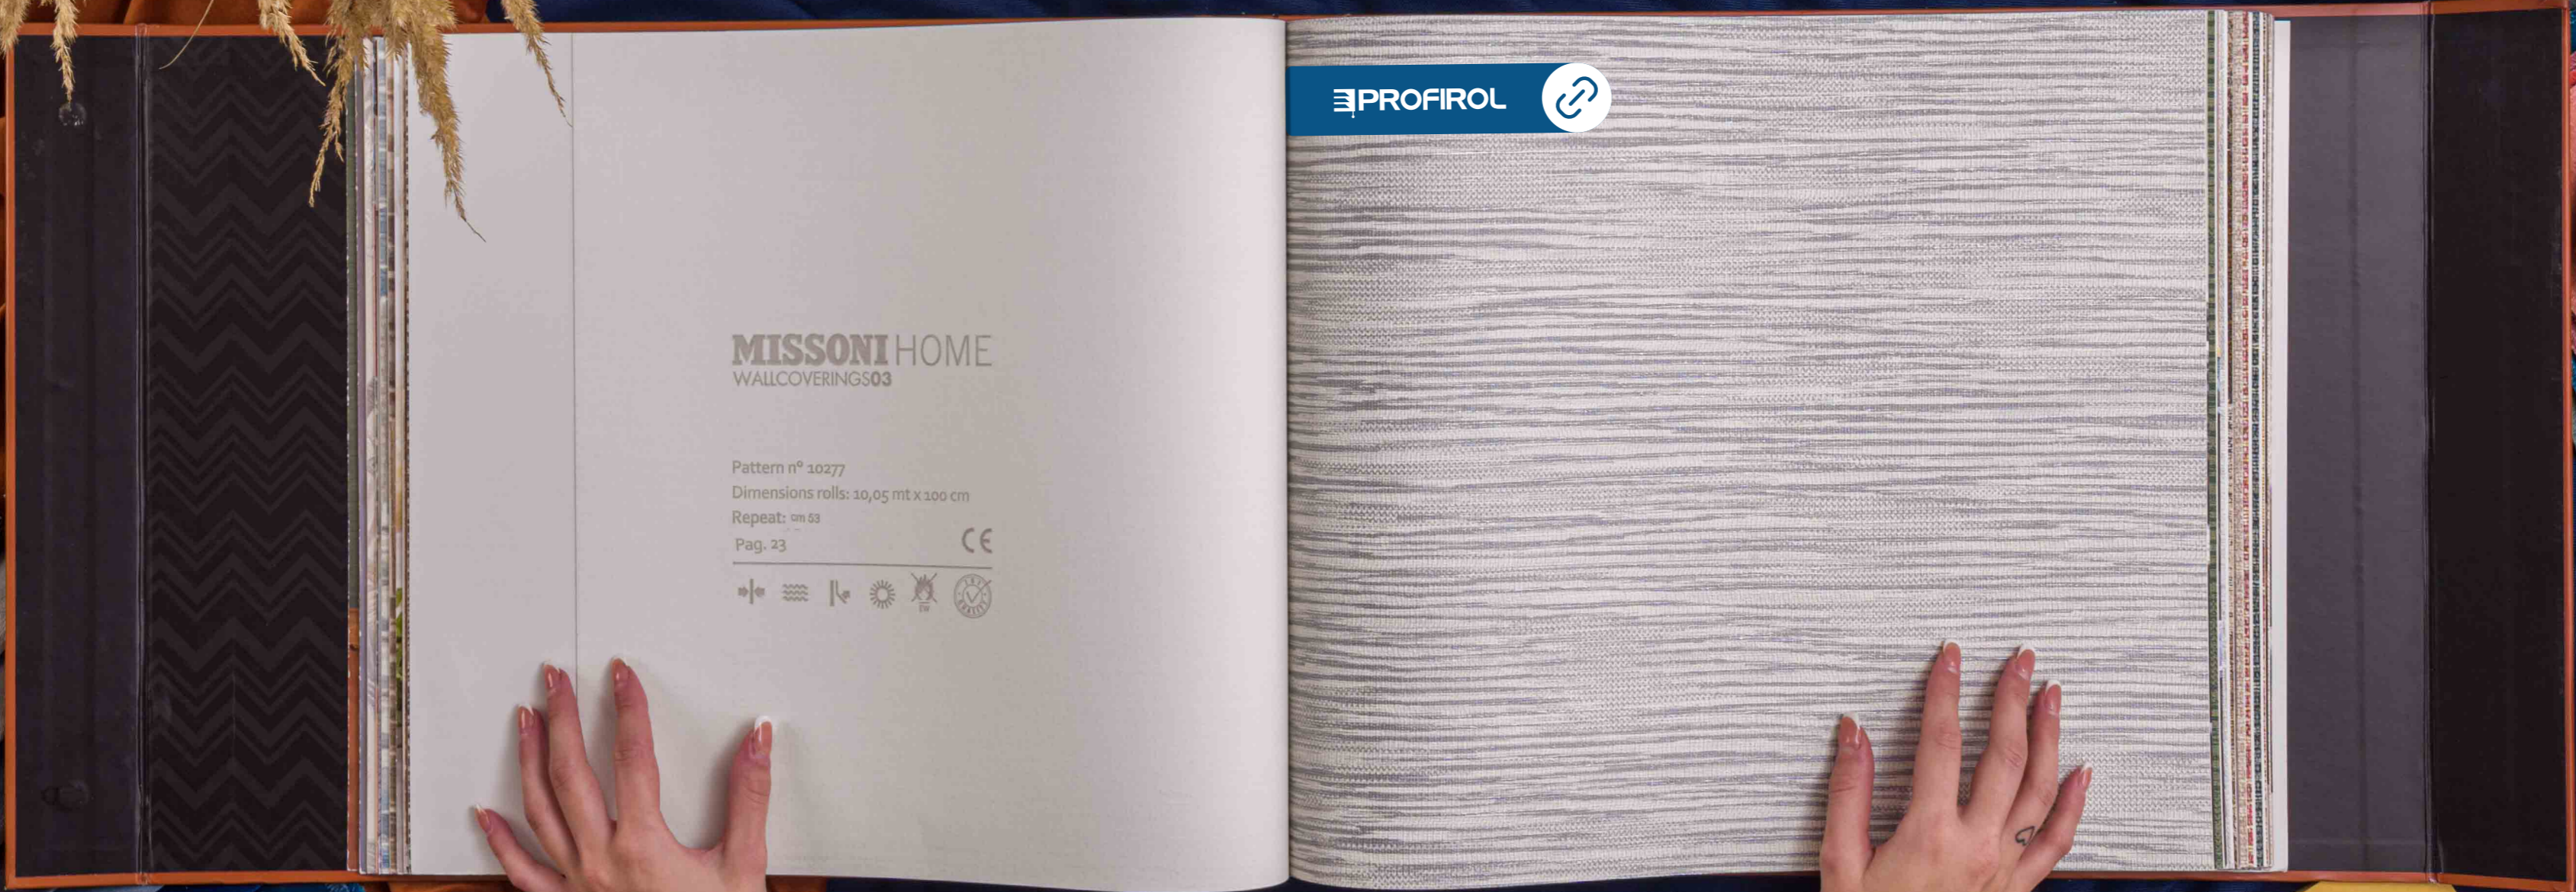 PROFIROL
MISSONI HOME
WALLCOVERINGS03
Pattern n° 10277
Dimensions rolls: 10,05 mt x 100 cm
Repeat: cm 53
Pag. 23
CE